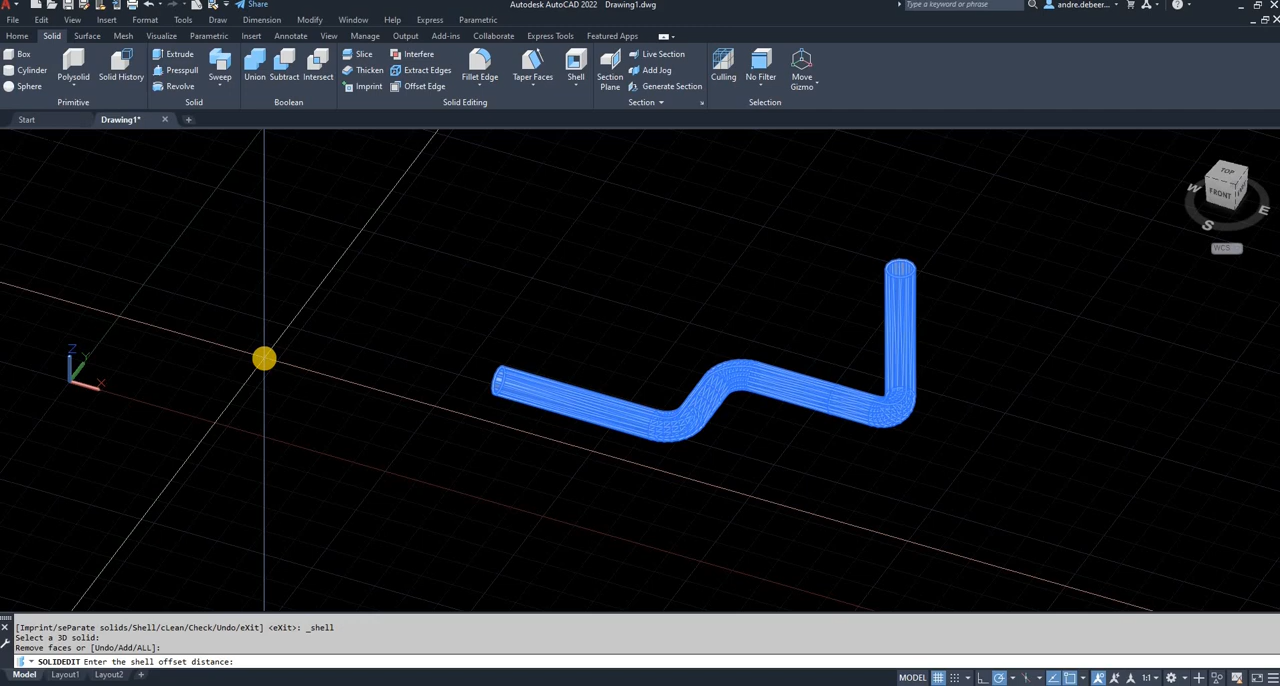 Share
Autodesk AutoCAD 2022 Drawing1.dwg
Type a keyword or phrase
andre.debeer...
File Edit View Insert Format Tools Draw Dimension Modify Window Help Express Parametric
Home Solid Surface Mesh Visualize Parametric Insert Annotate View Manage Output Add-ins Collaborate Express Tools Featured Apps
Box
Cylinder
Sphere
Polysolid
Solid History
Primitive
Extrude
Presspull
Revolve
Sweep
Solid
Union
Subtract
Intersect
Boolean
Slice
Thicken
Imprint
Interfere
Extract Edges
Offset Edge
Fillet Edge
Taper Faces
Shell
Solid Editing
Section
Plane
Live Section
Add Jog
Generate Section
Section
Culling
No Filter
Move
Gizmo
Selection
Start
Drawing1*
TOP
FRONT
W
E
S
WCS
Z
Y
X
[Imprint/seParate solids/Shell/cLean/Check/Undo/eXit] <eXit>: _shell
Select a 3D solid:
Remove faces or [Undo/Add/ALL]:
SOLIDEDIT Enter the shell offset distance:
Model Layout1 Layout2 +
MODEL
1:1